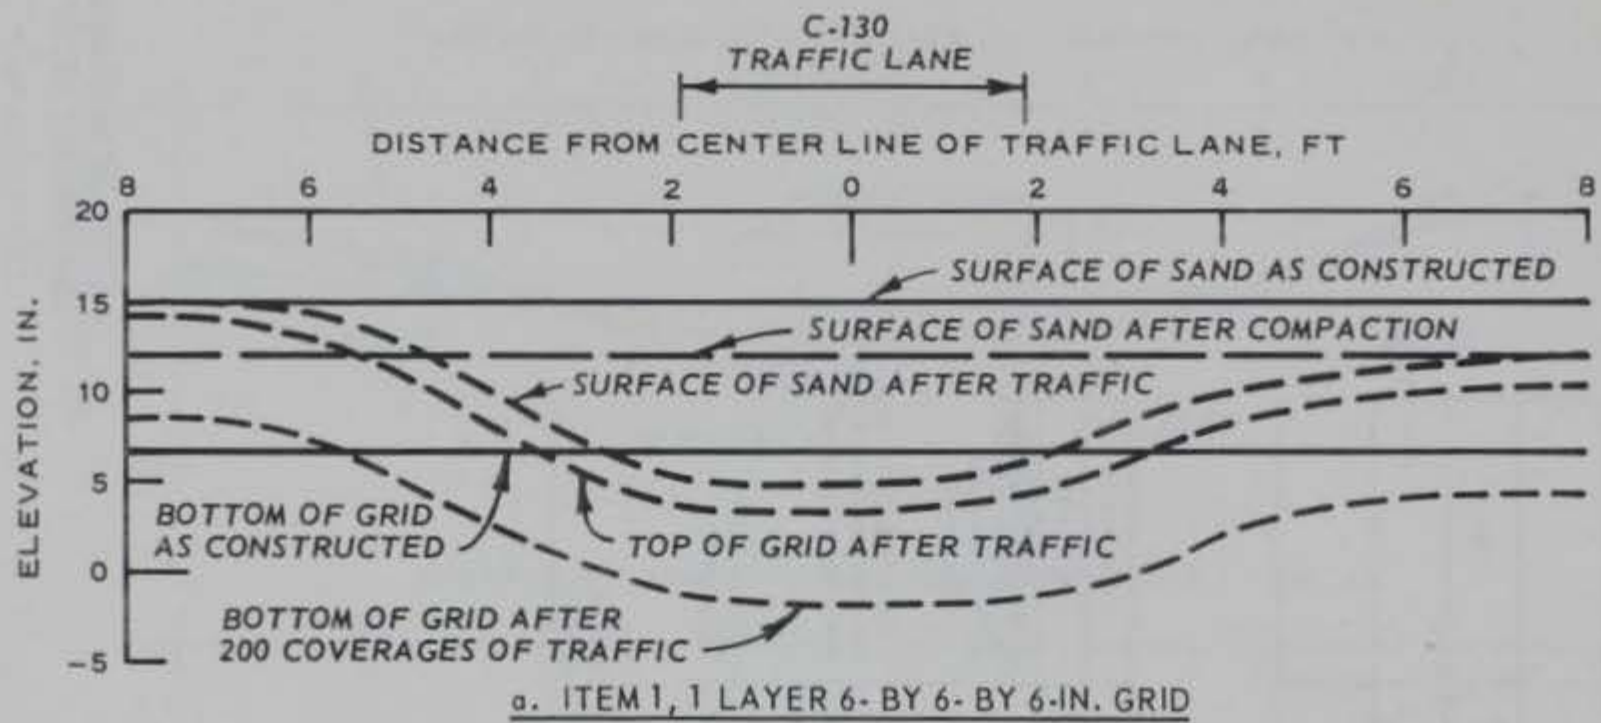 C-130
TRAFFIC LANE
DISTANCE FROM CENTER LINE OF TRAFFIC LANE, FT
8 6 4 2 0 2 4 6 8
20
SURFACE OF SAND AS CONSTRUCTED
15
SURFACE OF SAND AFTER COMPACTION
SURFACE OF SAND AFTER TRAFFIC
10
ELEVATION, IN.
5
BOTTOM OF GRID
AS CONSTRUCTED
TOP OF GRID AFTER TRAFFIC
0
BOTTOM OF GRID AFTER
200 COVERAGES OF TRAFFIC
-5
a. ITEM 1, 1 LAYER 6- BY 6- BY 6-IN. GRID